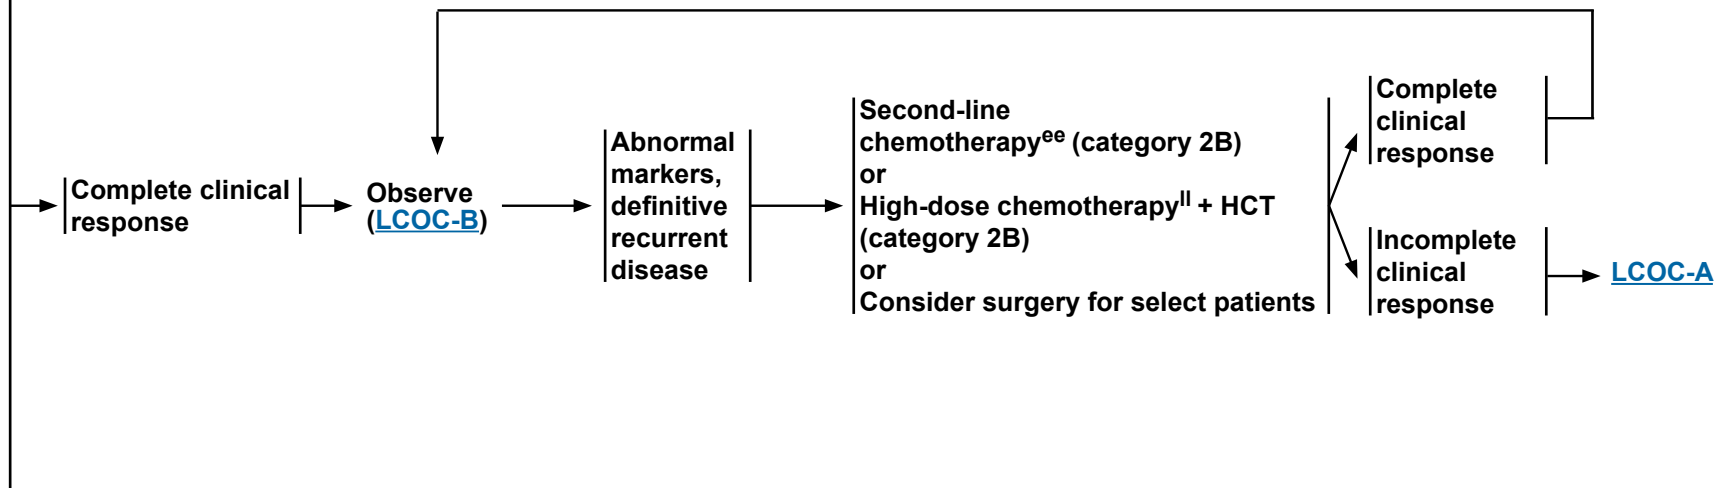 Complete clinical
response
Observe
(LCOC-B)
Abnormal
markers,
definitive
recurrent
disease
Second-line
chemotherapyee (category 2B)
or
High-dose chemotherapyll + HCT
(category 2B)
or
Consider surgery for select patients
Complete
clinical
response
Incomplete
clinical
response
LCOC-A